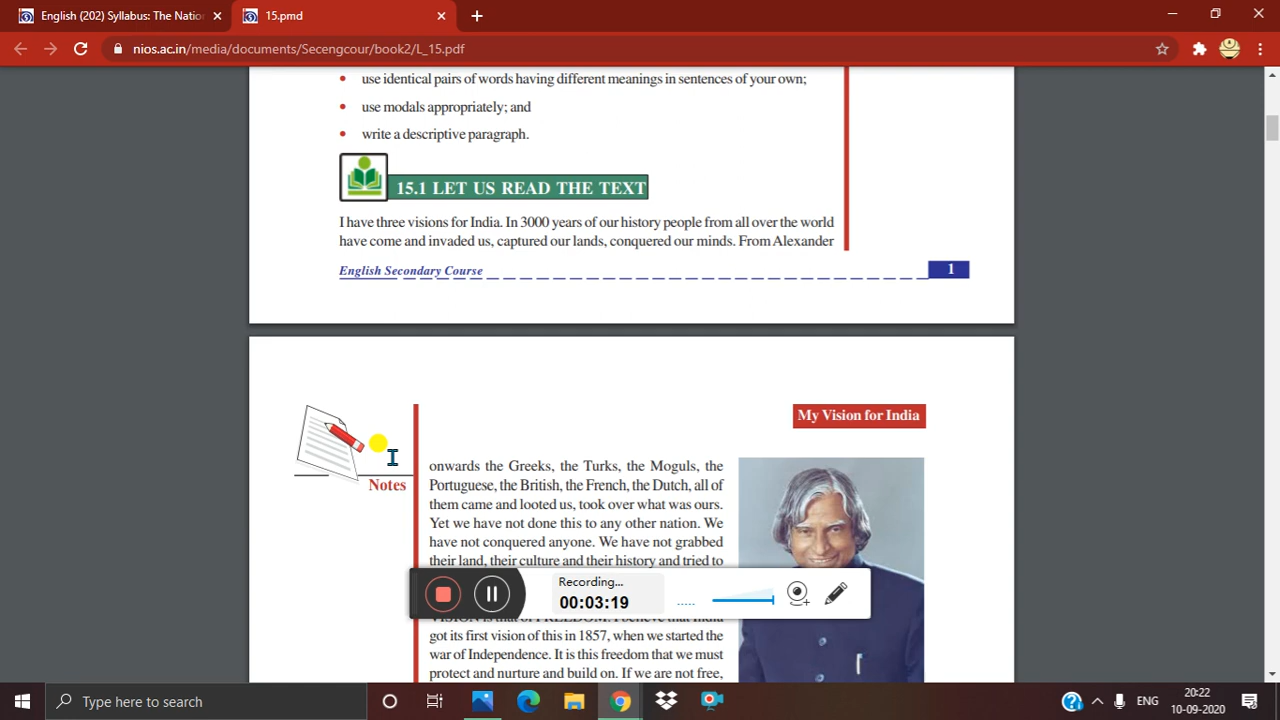 English (202) Syllabus: The Natio
15.pmd
nios.ac.in/media/documents/Secengcour/book2/L_15.pdf
• use identical pairs of words having different meanings in sentences of your own;
• use modals appropriately; and
• write a descriptive paragraph.
15.1 LET US READ THE TEXT
I have three visions for India. In 3000 years of our history people from all over the world
have come and invaded us, captured our lands, conquered our minds. From Alexander
English Secondary Course
1
My Vision for India
Notes
onwards the Greeks, the Turks, the Moguls, the
Portuguese, the British, the French, the Dutch, all of
them came and looted us, took over what was ours.
Yet we have not done this to any other nation. We
have not conquered anyone. We have not grabbed
their land, their culture and their history and tried to
Recording...
00:03:19
VISION is that of FREEDOM. I believe that India
got its first vision of this in 1857, when we started the
war of Independence. It is this freedom that we must
protect and nurture and build on. If we are not free,
Type here to search
ENG
20:22
10-09-2020